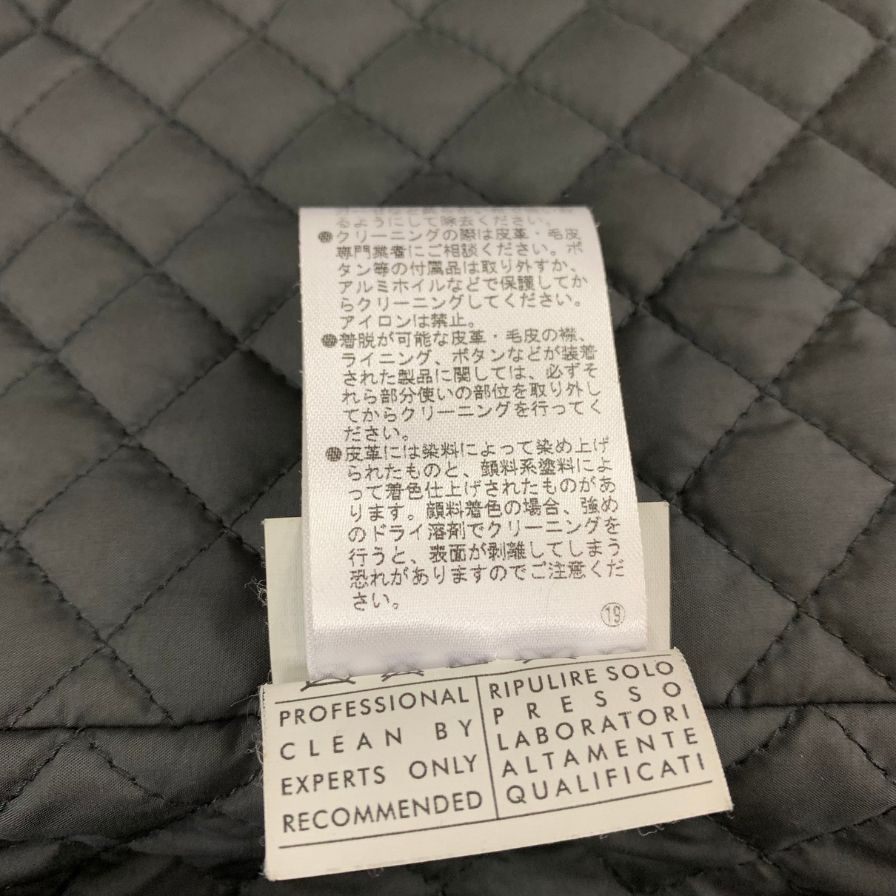 るようにして除去ください。
●クリーニングの際は皮革・毛皮
専門業者にご相談ください。ボ
タン等の付属品は取り外すか、
アルミホイルなどで保護してか
らクリーニングしてください。
アイロンは禁止。
●着脱が可能な皮革・毛皮の襟、
ライニング、ボタンなどが装着
された製品に関しては、必ずそ
れら部分使いの部位を取り外し
てからクリーニングを行ってく
ださい。
●皮革には染料によって染め上げ
られたものと、顔料系塗料によ
って着色仕上げされたものがあ
ります。顔料着色の場合、強め
のドライ溶剤でクリーニングを
行うと、表面が剥離してしまう
恐れがありますのでご注意くだ
さい。
⑲
PROFESSIONAL
CLEAN BY
EXPERTS ONLY
RECOMMENDED
RIPULIRE SOLO
PRESSO
LABORATORI
ALTAMENTE
QUALIFICATI